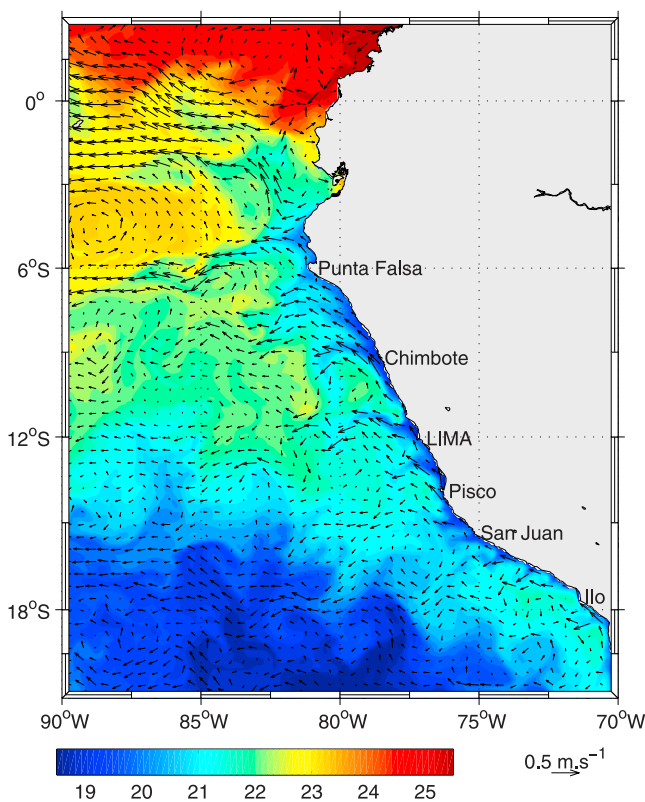 0°
6°S
12°S
18°S
Punta Falsa
Chimbote
LIMA
Pisco
San Juan
Ilo
90°W 85°W 80°W 75°W 70°W
19 20 21 22 23 24 25
0.5 m.s⁻¹